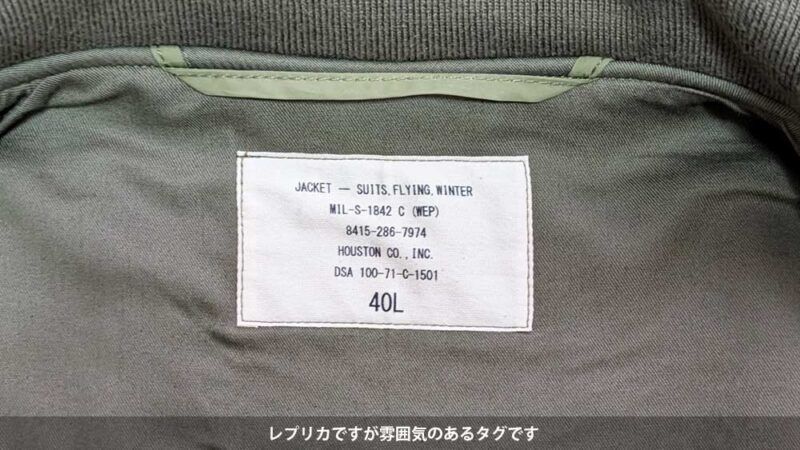 JACKET — SUITS, FLYING, WINTER
MIL-S-1842 C (WEP)
8415-286-7974
HOUSTON CO., INC.
DSA 100-71-C-1501
40L
レプリカですが雰囲気のあるタグです